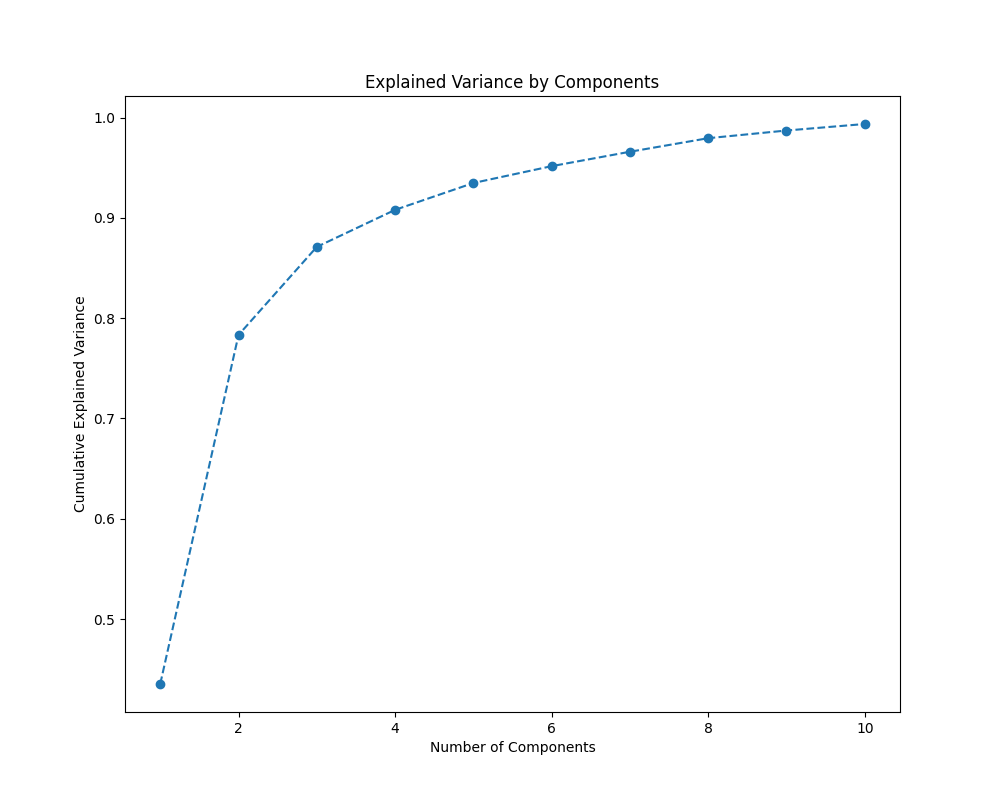 Explained Variance by Components
1.0
0.9
0.8
0.7
0.6
0.5
Cumulative Explained Variance
2 4 6 8 10
Number of Components